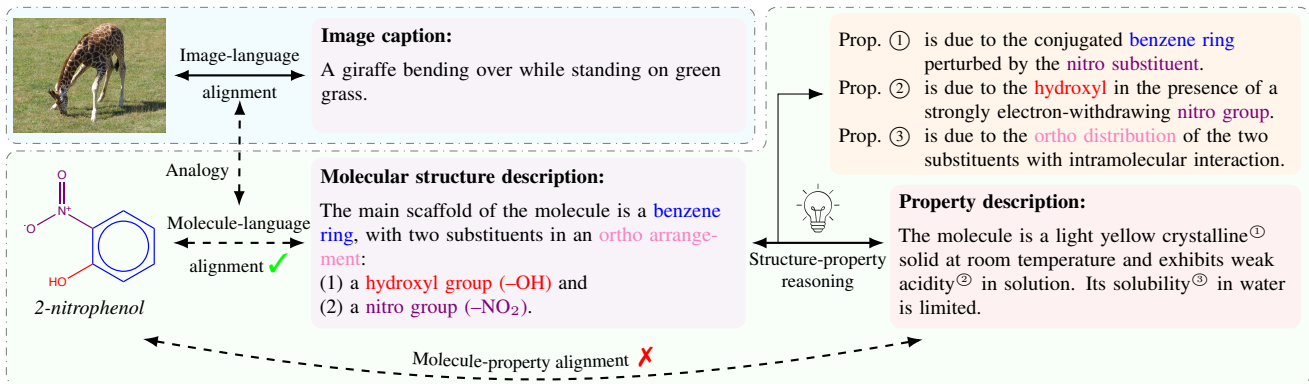 Image-language
alignment
Image caption:
A giraffe bending over while standing on green
grass.
Analogy
Prop. ① is due to the conjugated benzene ring
perturbed by the nitro substituent.
Prop. ② is due to the hydroxyl in the presence of a
strongly electron-withdrawing nitro group.
Prop. ③ is due to the ortho distribution of the two
substituents with intramolecular interaction.
O
N⁺
⁻O
HO
2-nitrophenol
Molecule-language
alignment ✓
Molecular structure description:
The main scaffold of the molecule is a benzene
ring, with two substituents in an ortho arrange-
ment:
(1) a hydroxyl group (–OH) and
(2) a nitro group (–NO₂).
Structure-property
reasoning
Property description:
The molecule is a light yellow crystalline①
solid at room temperature and exhibits weak
acidity② in solution. Its solubility③ in water
is limited.
Molecule-property alignment ✗